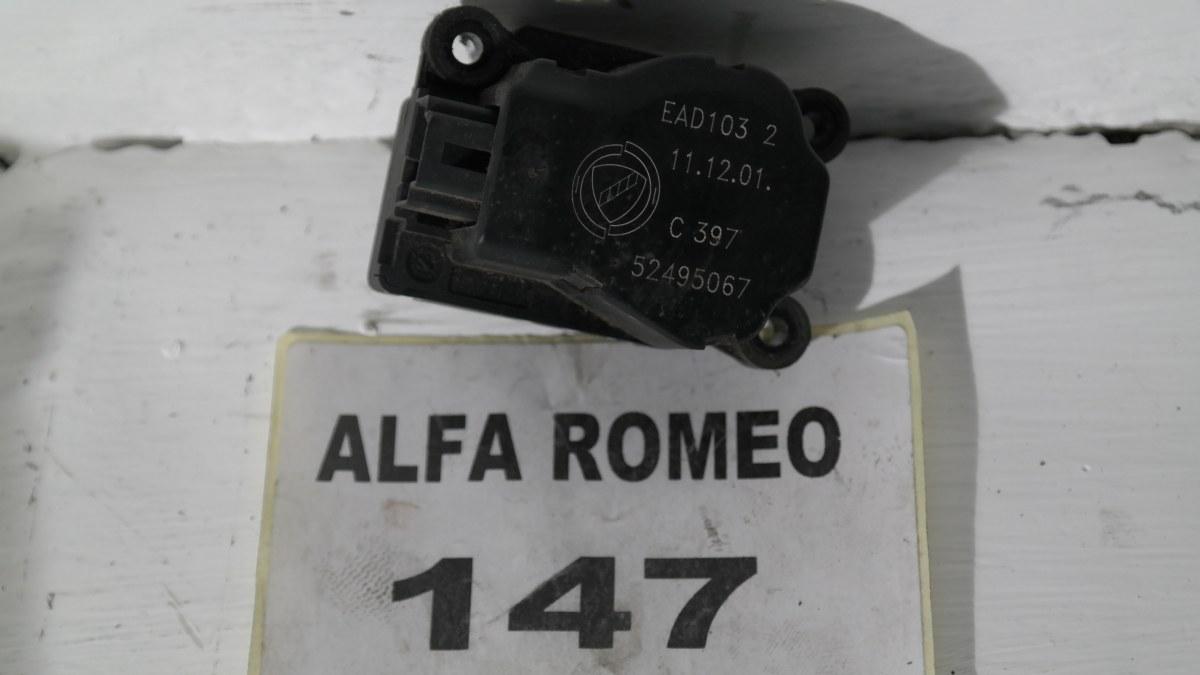 EAD103 2
11.12.01.
C 397
52495067
ALFA ROMEO
147